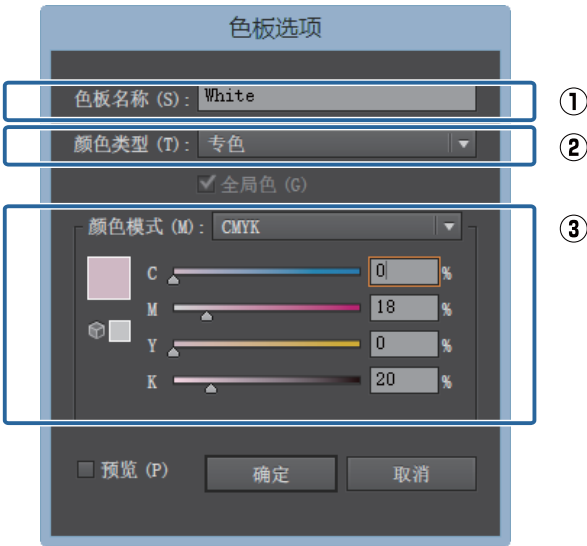 色板选项
色板名称 (S): White ①
颜色类型 (T): 专色 ②
全局色 (G)
颜色模式 (M): CMYK ③
C 0 %
M 18 %
Y 0 %
K 20 %
预览 (P) 确定 取消